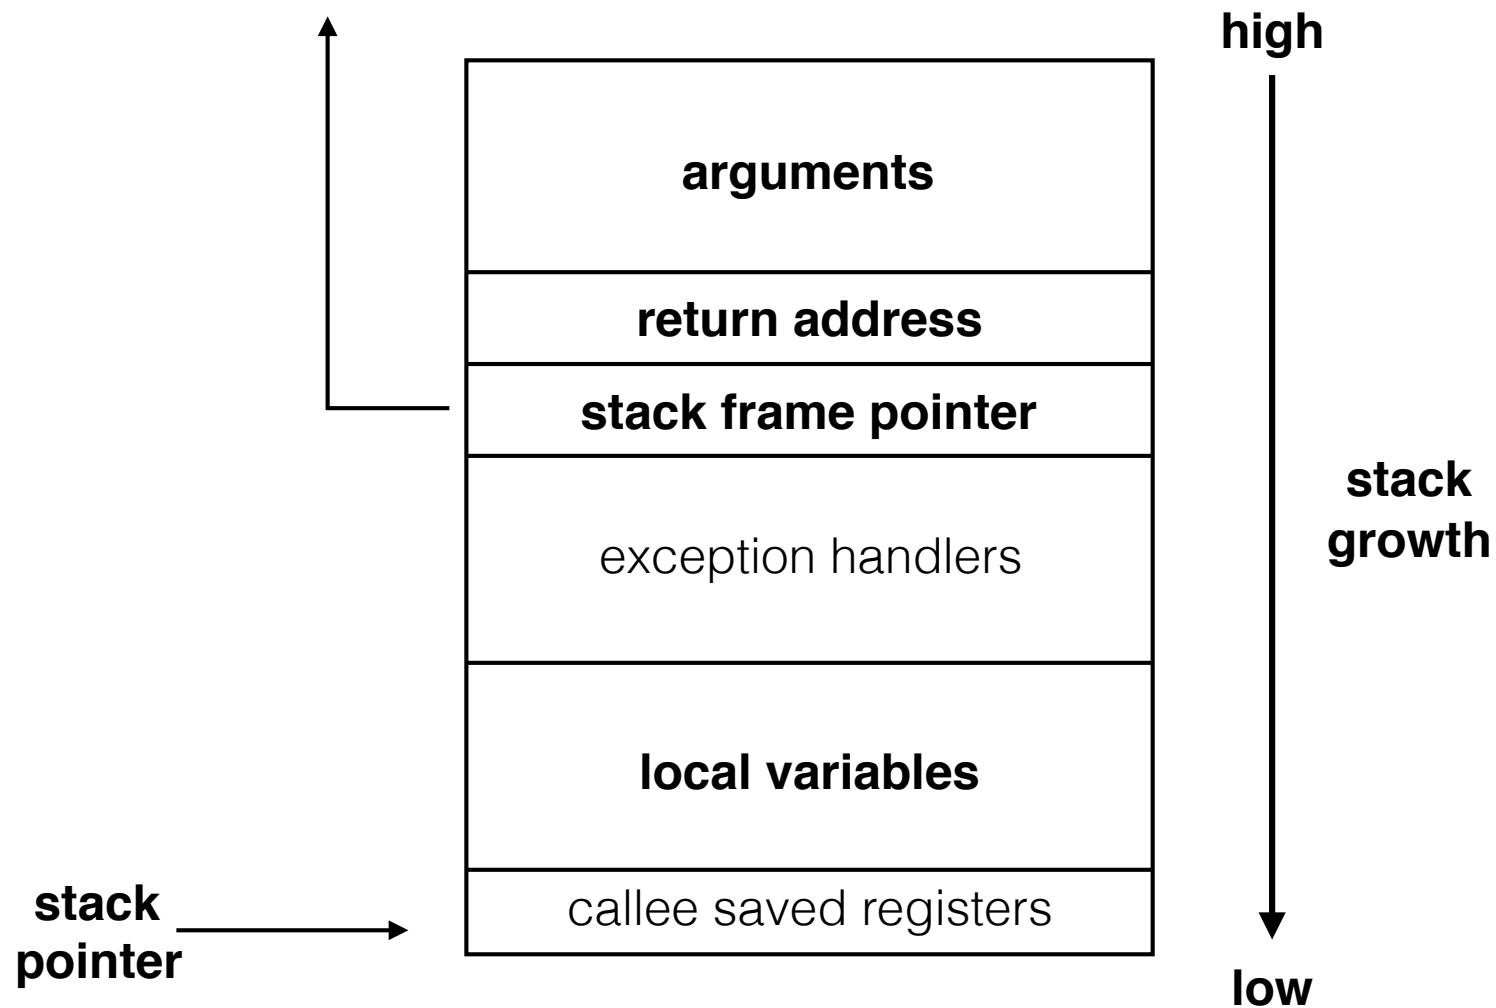 high
arguments
return address
stack frame pointer
stack
growth
exception handlers
local variables
callee saved registers
stack
pointer
low